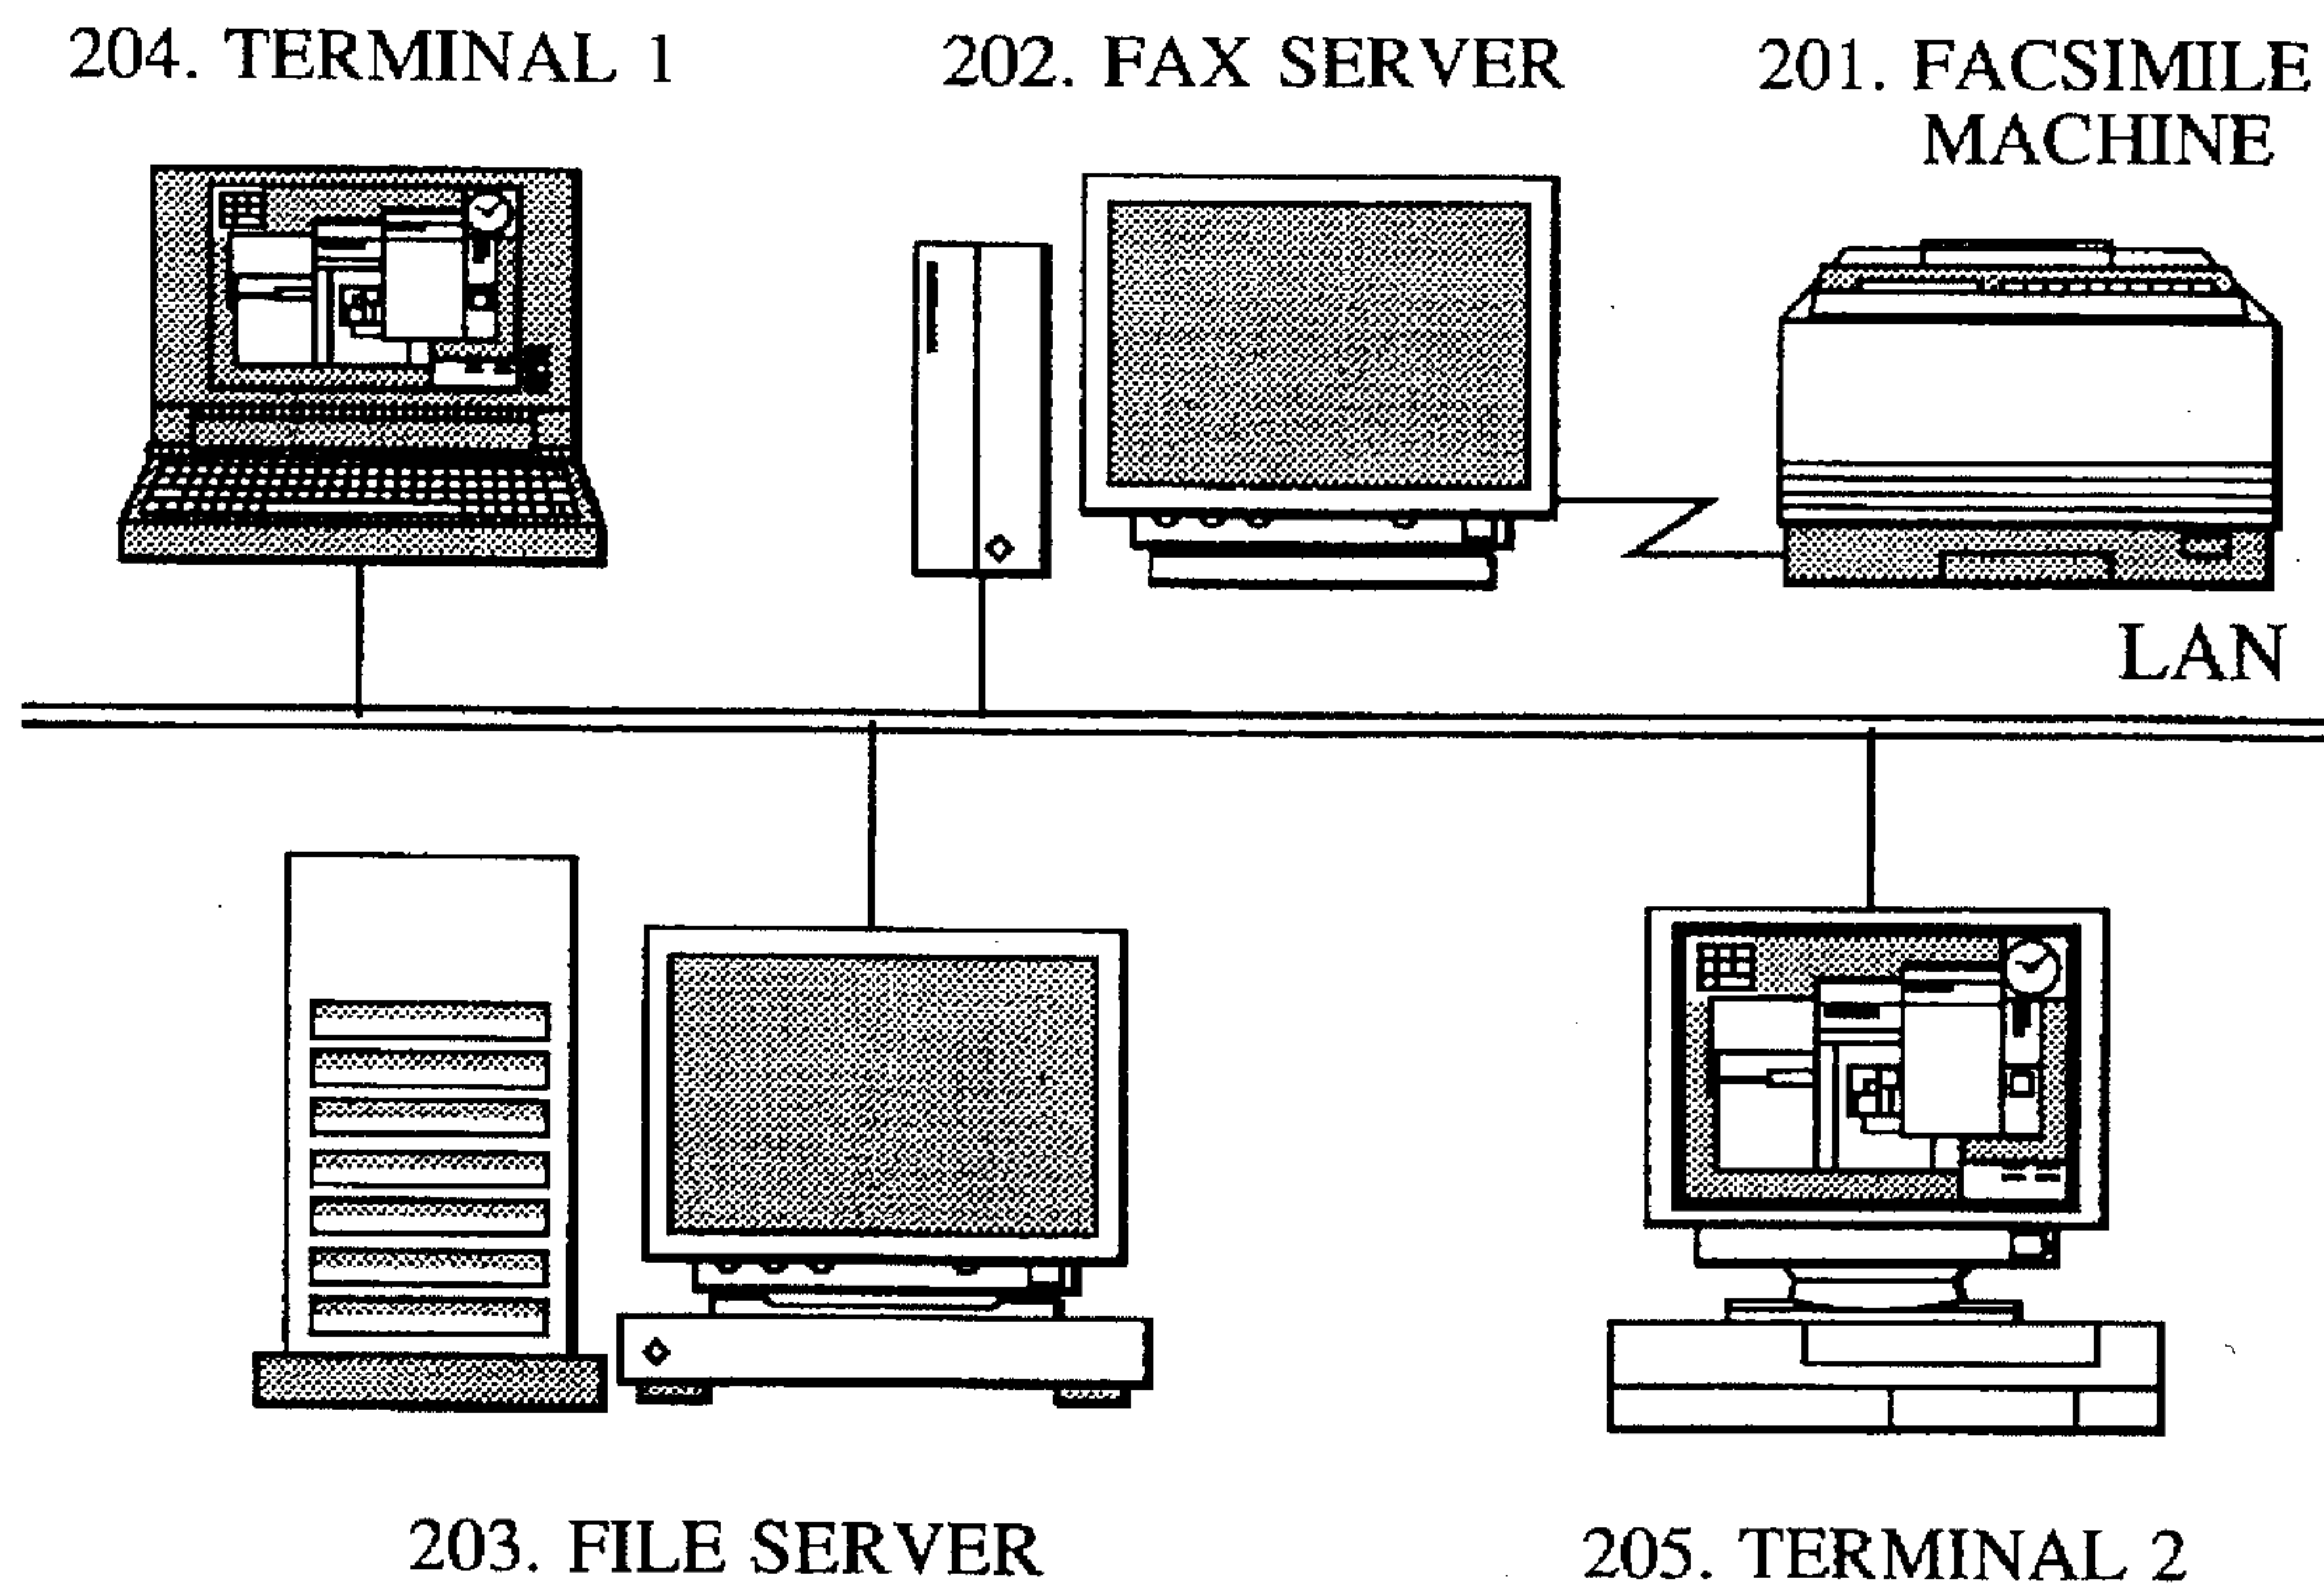 204. TERMINAL 1
202. FAX SERVER
201. FACSIMILE
MACHINE
LAN
203. FILE SERVER
205. TERMINAL 2